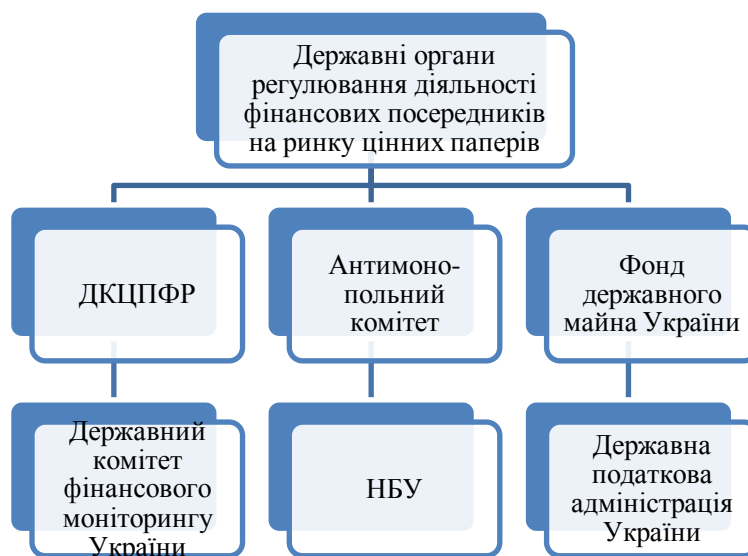 Державні органи
регулювання діяльності
фінансових посередників
на ринку цінних паперів
ДКЦПФР
Антимоно-
польний
комітет
Фонд
державного
майна України
Державний
комітет
фінансового
моніторингу
України
НБУ
Державна
податкова
адміністрація
України